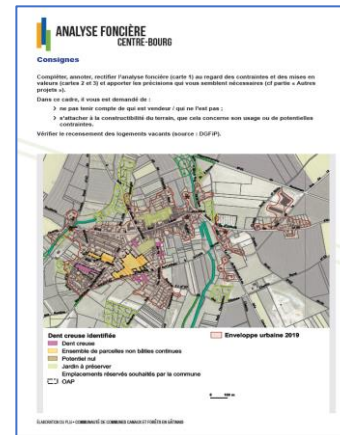 ANALYSE FONCIÈRE
CENTRE-BOURG
Consignes
Compléter, annoter, rectifier l'analyse foncière (carte 1) au regard des contraintes et des mises en
valeurs (cartes 2 et 3) et apporter les précisions qui vous semblent nécessaires (cf partie « Autres
projets »).
Dans ce cadre, il vous est demandé de :
> ne pas tenir compte de qui est vendeur / qui ne l'est pas ;
> s'attacher à la constructibilité du terrain, que cela concerne son usage ou de potentielles
contraintes.
Vérifier le recensement des logements vacants (source : DGFiP).
Dent creuse identifiée
Dent creuse
Ensemble de parcelles non bâties continues
Potentiel nul
Jardin à préserver
Emplacements réservés souhaités par la commune
OAP
Enveloppe urbaine 2019
0
100 m
ÉLABORATION DU PLUi • COMMUNAUTÉ DE COMMUNES CANAUX ET FORÊTS EN GÂTINAIS